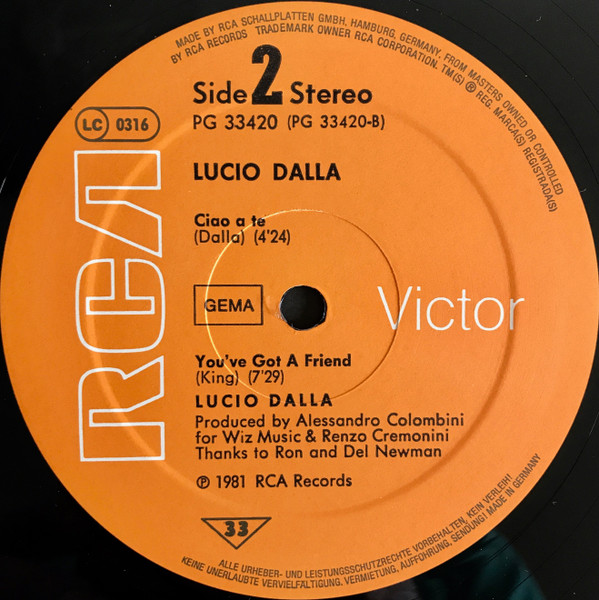 MADE BY RCA SCHALLPLATTEN GMBH, HAMBURG, GERMANY, FROM MASTERS OWNED OR CONTROLLED
BY RCA RECORDS TRADEMARK OWNER RCA CORPORATION. TM(S) ® REG. MARCA(S) REGISTRADA(S)
Side 2 Stereo
PG 33420 (PG 33420-B)
LC 0316
LUCIO DALLA
RCA
Ciao a te
(Dalla) (4'24)
GEMA
Victor
You've Got A Friend
(King) (7'29)
LUCIO DALLA
Produced by Alessandro Colombini
for Wiz Music & Renzo Cremonini
Thanks to Ron and Del Newman
℗ 1981 RCA Records
33
ALLE URHEBER- UND LEISTUNGSSCHUTZRECHTE VORBEHALTEN, KEIN VERLEIH!
KEINE UNERLAUBTE VERVIELFÄLTIGUNG, VERMIETUNG, AUFFÜHRUNG, SENDUNG! MADE IN GERMANY